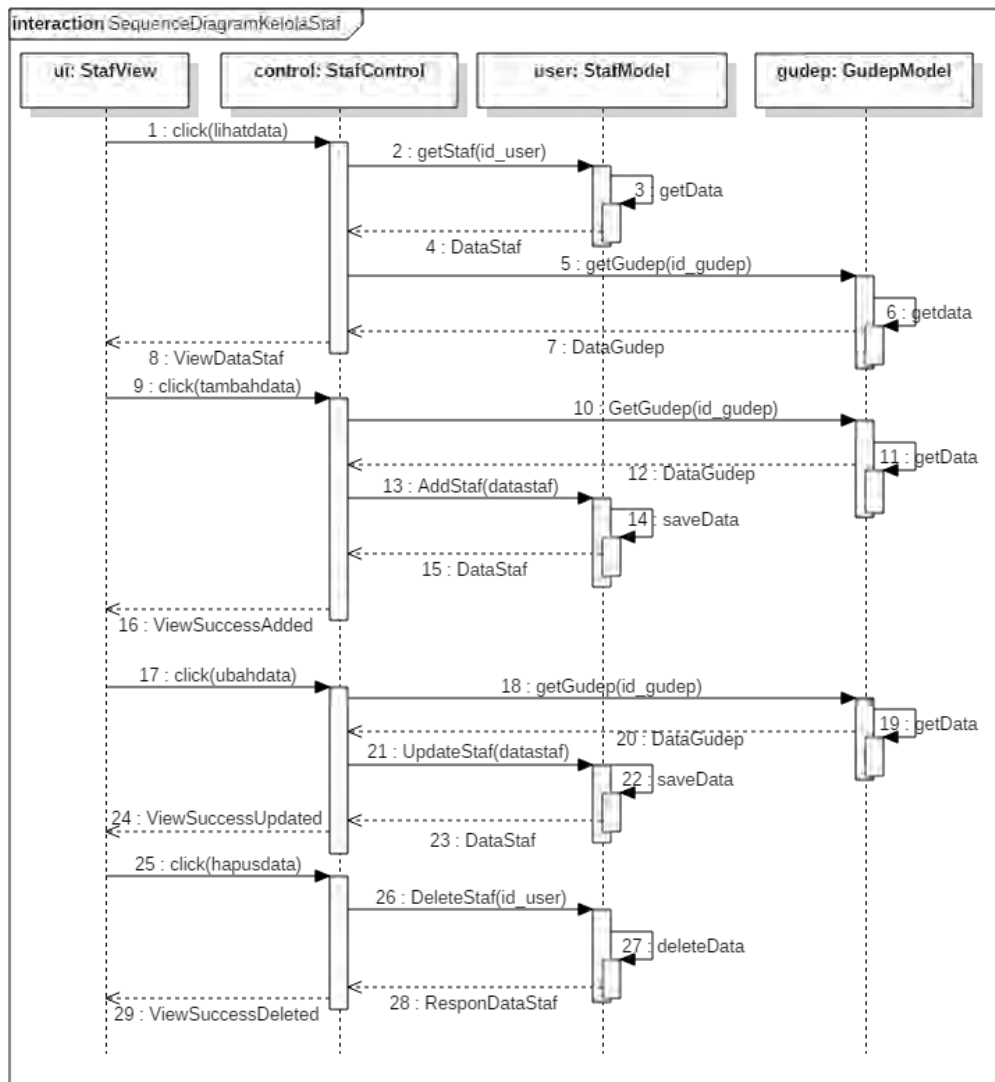 interaction SequenceDiagramKelolaStaf
ui: StafView
control: StafControl
user: StafModel
gudep: GudepModel
1 : click(lihatdata)
2 : getStaf(id_user)
3 : getData
4 : DataStaf
5 : getGudep(id_gudep)
6 : getdata
7 : DataGudep
8 : ViewDataStaf
9 : click(tambahdata)
10 : GetGudep(id_gudep)
11 : getData
12 : DataGudep
13 : AddStaf(datastaf)
14 : saveData
15 : DataStaf
16 : ViewSuccessAdded
17 : click(ubahdata)
18 : getGudep(id_gudep)
19 : getData
20 : DataGudep
21 : UpdateStaf(datastaf)
22 : saveData
23 : DataStaf
24 : ViewSuccessUpdated
25 : click(hapusdata)
26 : DeleteStaf(id_user)
27 : deleteData
28 : ResponDataStaf
29 : ViewSuccessDeleted